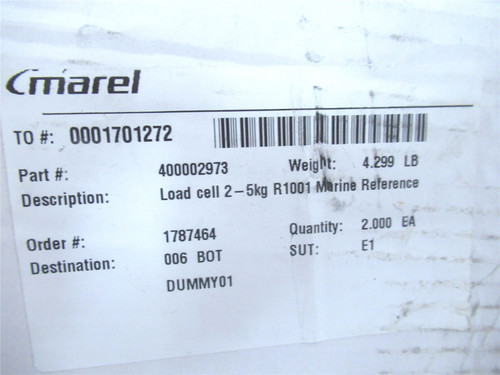 marel
TO #: 0001701272
Part #: 400002973 Weight: 4.299 LB
Description: Load cell 2-5kg R1001 Marine Reference
Order #: 1787464 Quantity: 2.000 EA
Destination: 006 BOT SUT: E1
DUMMY01